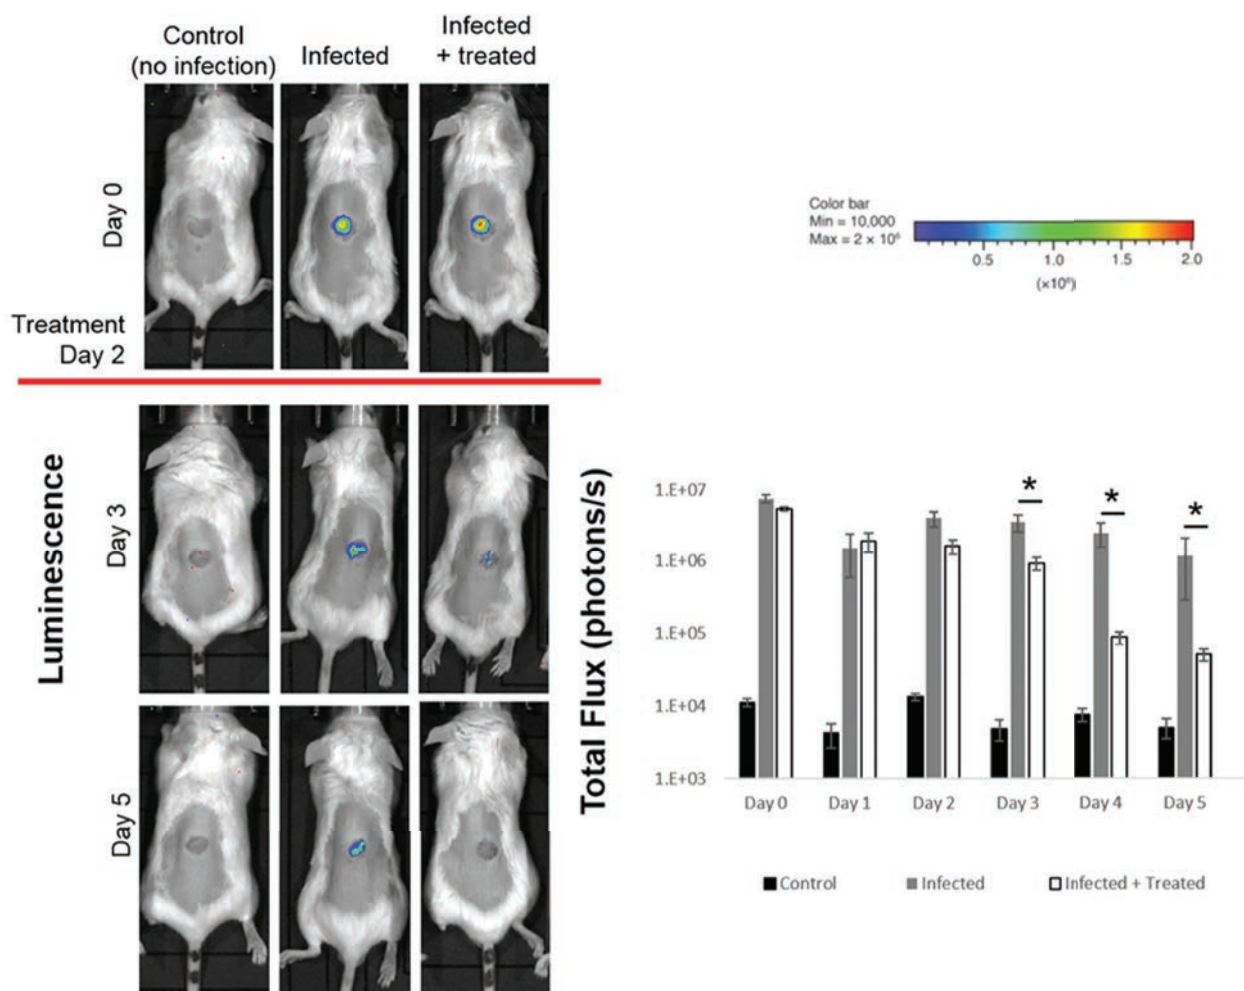 Control
(no infection)
Infected
Infected
+ treated
Day 0
Treatment
Day 2
Luminescence
Day 3
Day 5
Color bar
Min = 10,000
Max = 2 × 10⁶
0.5
1.0
1.5
2.0
(×10⁶)
Total Flux (photons/s)
1.E+07
1.E+06
1.E+05
1.E+04
1.E+03
*
*
*
Day 0
Day 1
Day 2
Day 3
Day 4
Day 5
Control
Infected
Infected + Treated